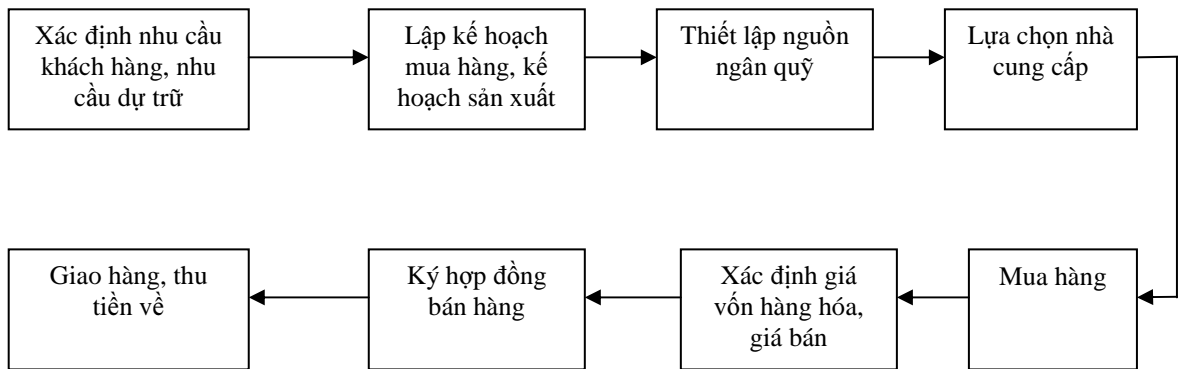 Xác định nhu cầu
khách hàng, nhu
cầu dự trữ
Lập kế hoạch
mua hàng, kế
hoạch sản xuất
Thiết lập nguồn
ngân quỹ
Lựa chọn nhà
cung cấp
Mua hàng
Xác định giá
vốn hàng hóa,
giá bán
Ký hợp đồng
bán hàng
Giao hàng, thu
tiền về